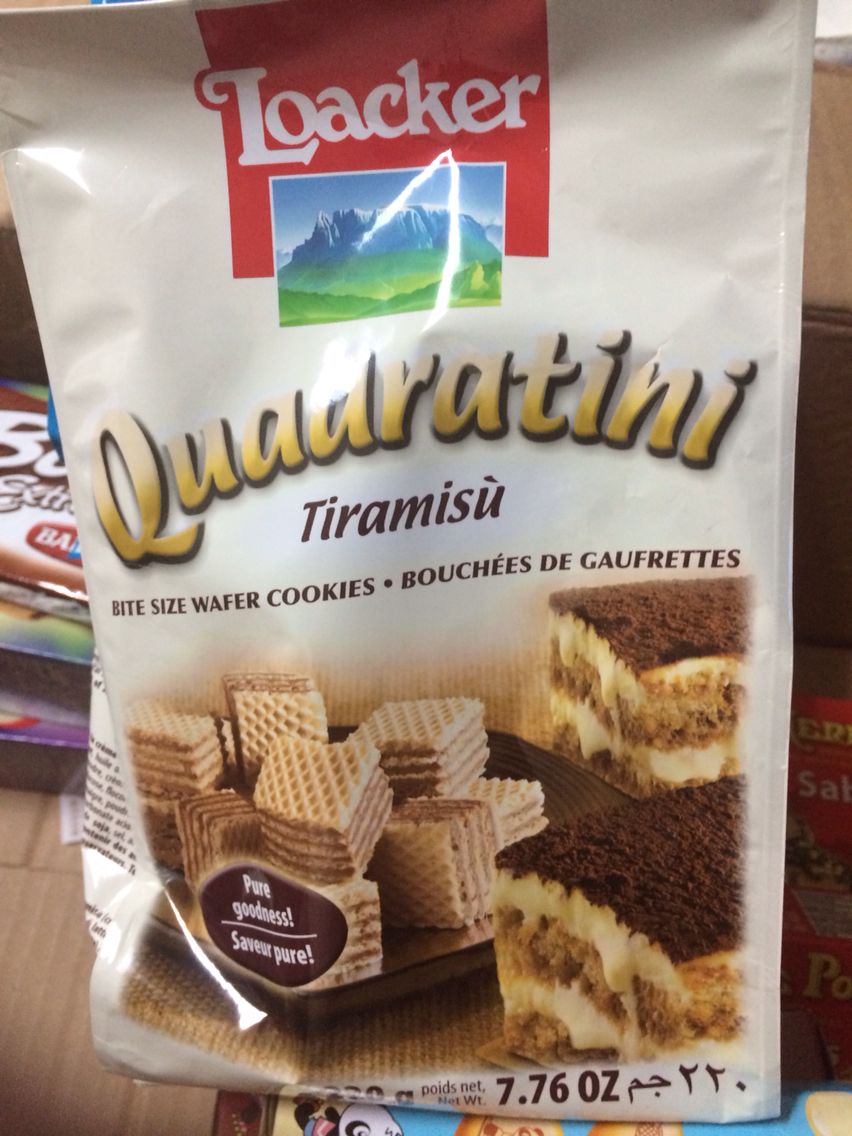 Loacker
Quadratini
Tiramisù
BITE SIZE WAFER COOKIES • BOUCHÉES DE GAUFRETTES
Pure
goodness!
Saveur pure!
220 g poids net, Net Wt. 7.76 OZ ٢٢٠ جم